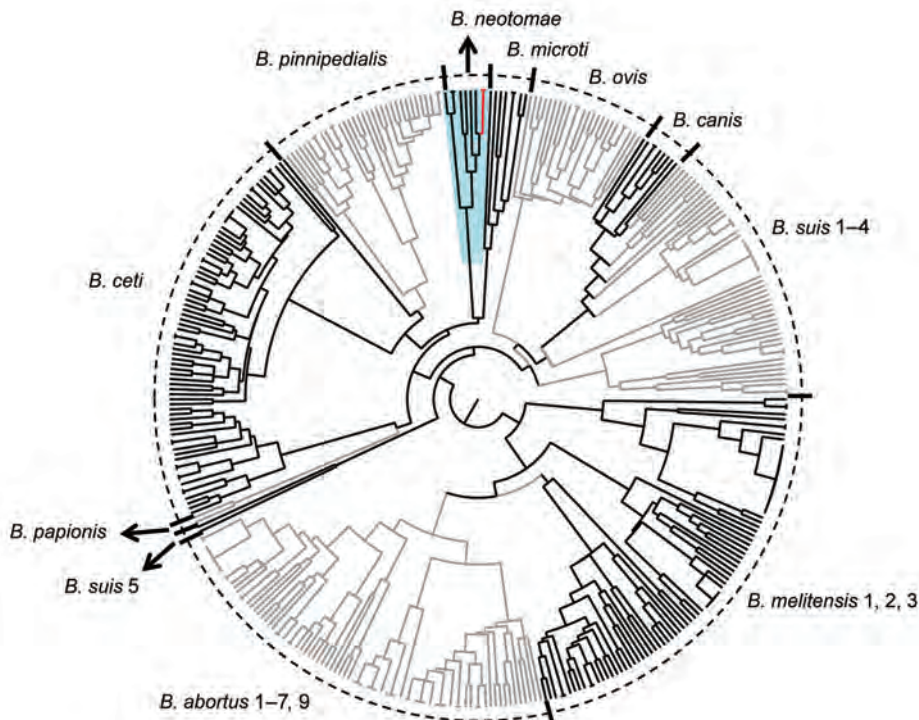 B. neotomae
B. pinnipedialis
B. microti
B. ovis
B. canis
B. suis 1–4
B. ceti
B. papionis
B. suis 5
B. melitensis 1, 2, 3
B. abortus 1–7, 9